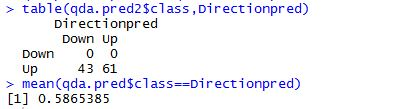 > table(qda.pred2$class,Directionpred)
Directionpred
Down Up
Down 0 0
Up 43 61
> mean(qda.pred$class==Directionpred)
[1] 0.5865385